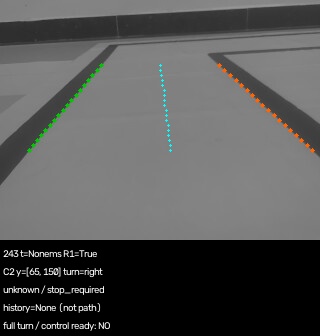 243 t=Nonems R1=True
C2 y=[65, 150] turn=right
unknown / stop_required
history=None (not path)
full turn / control ready: NO